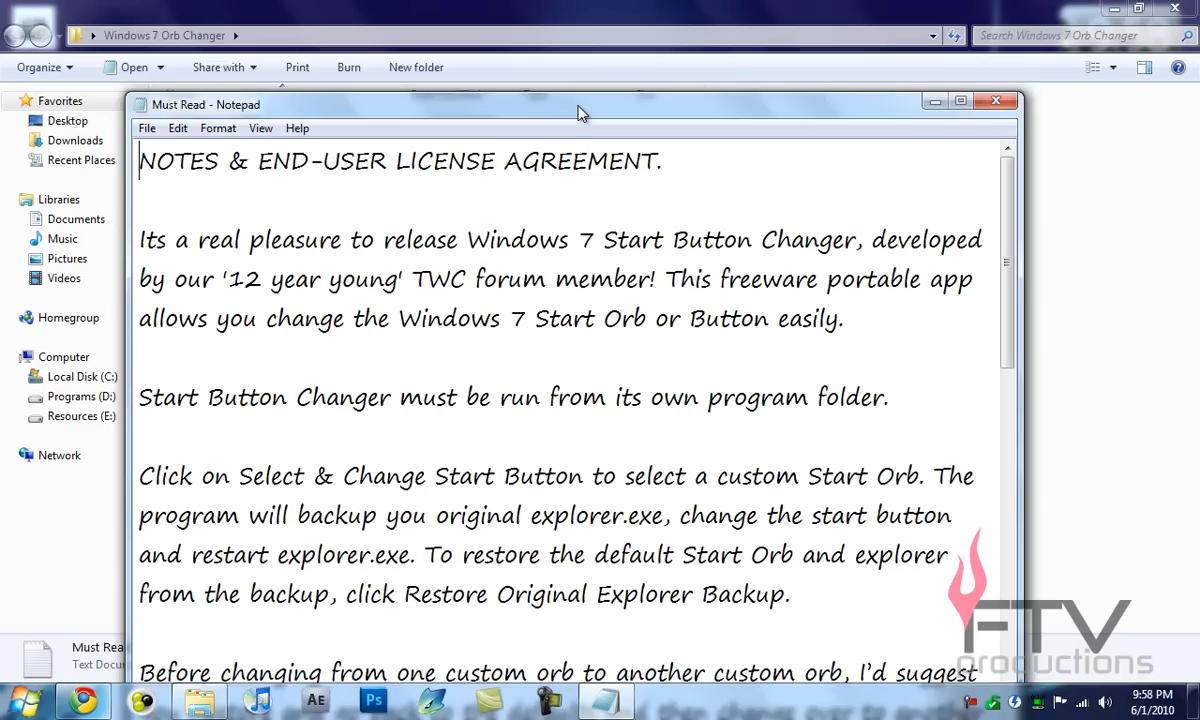 Windows 7 Orb Changer
Search Windows 7 Orb Changer
Organize Open Share with Print Burn New folder
Favorites
Desktop
Downloads
Recent Places
Libraries
Documents
Music
Pictures
Videos
Homegroup
Computer
Local Disk (C:)
Programs (D:)
Resources (E:)
Network
Must Read - Notepad
File Edit Format View Help
NOTES & END-USER LICENSE AGREEMENT.
Its a real pleasure to release Windows 7 Start Button Changer, developed
by our '12 year young' TWC forum member! This freeware portable app
allows you change the Windows 7 Start Orb or Button easily.
Start Button Changer must be run from its own program folder.
Click on Select & Change Start Button to select a custom Start Orb. The
program will backup you original explorer.exe, change the start button
and restart explorer.exe. To restore the default Start Orb and explorer
from the backup, click Restore Original Explorer Backup.
Before changing from one custom orb to another custom orb, I'd suggest
Must Rea
Text Docu
FTV
productions
AE
Ps
9:58 PM
6/1/2010